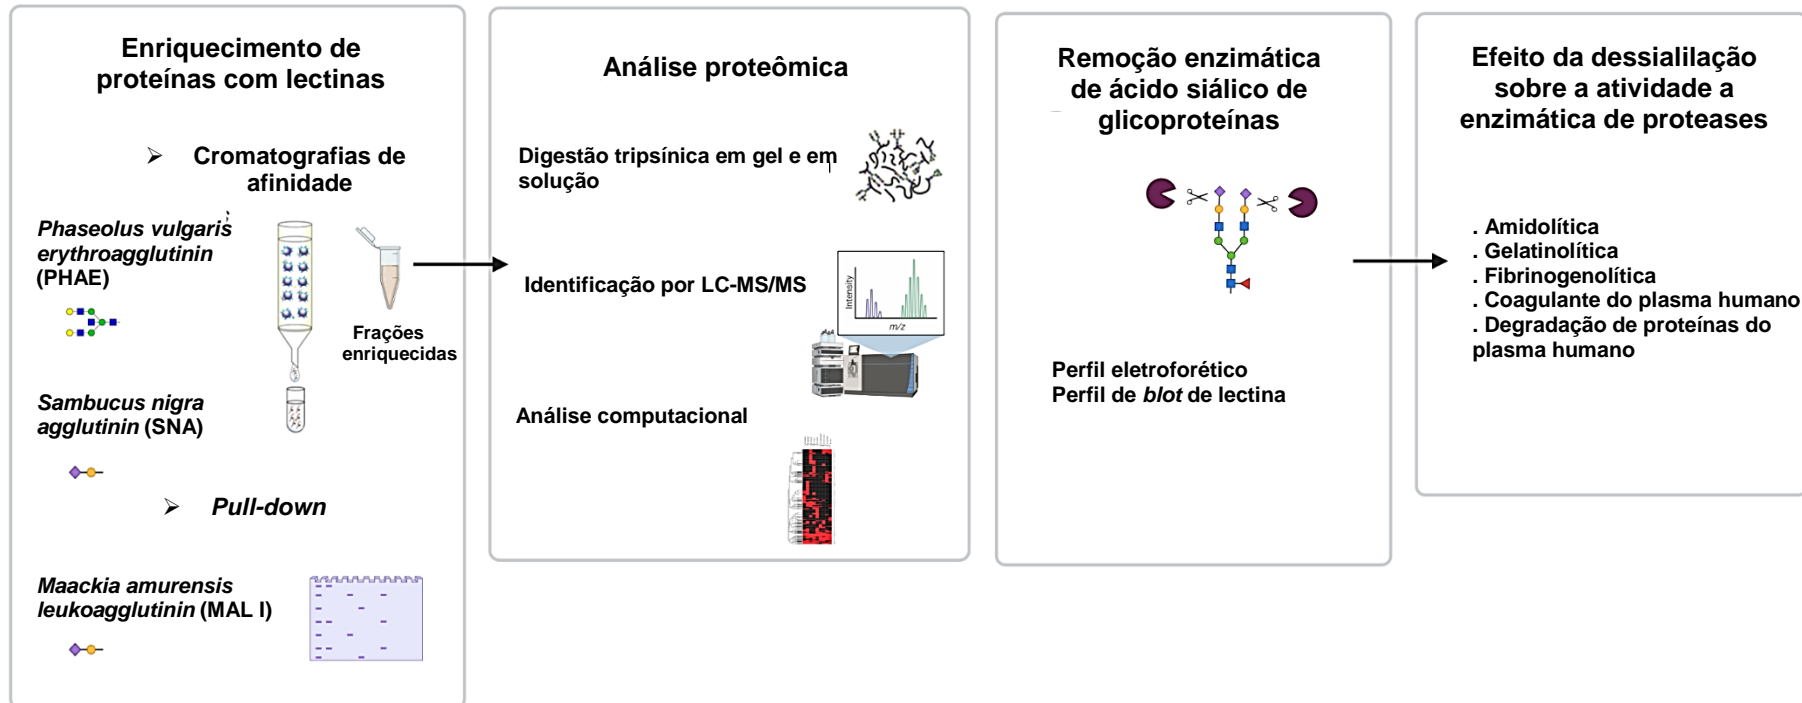 Enriquecimento de
proteínas com lectinas
➢ Cromatografias de
afinidade
Phaseolus vulgaris
erythroagglutinin
(PHAE)
Frações
enriquecidas
Sambucus nigra
agglutinin (SNA)
➢ Pull-down
Maackia amurensis
leukoagglutinin (MAL I)
Análise proteômica
Digestão tripsínica em gel e em
solução
Identificação por LC-MS/MS
Intensity
m/z
Análise computacional
Remoção enzimática
de ácido siálico de
glicoproteínas
Perfil eletroforético
Perfil de blot de lectina
Efeito da dessialilação
sobre a atividade a
enzimática de proteases
. Amidolítica
. Gelatinolítica
. Fibrinogenolítica
. Coagulante do plasma humano
. Degradação de proteínas do
plasma humano